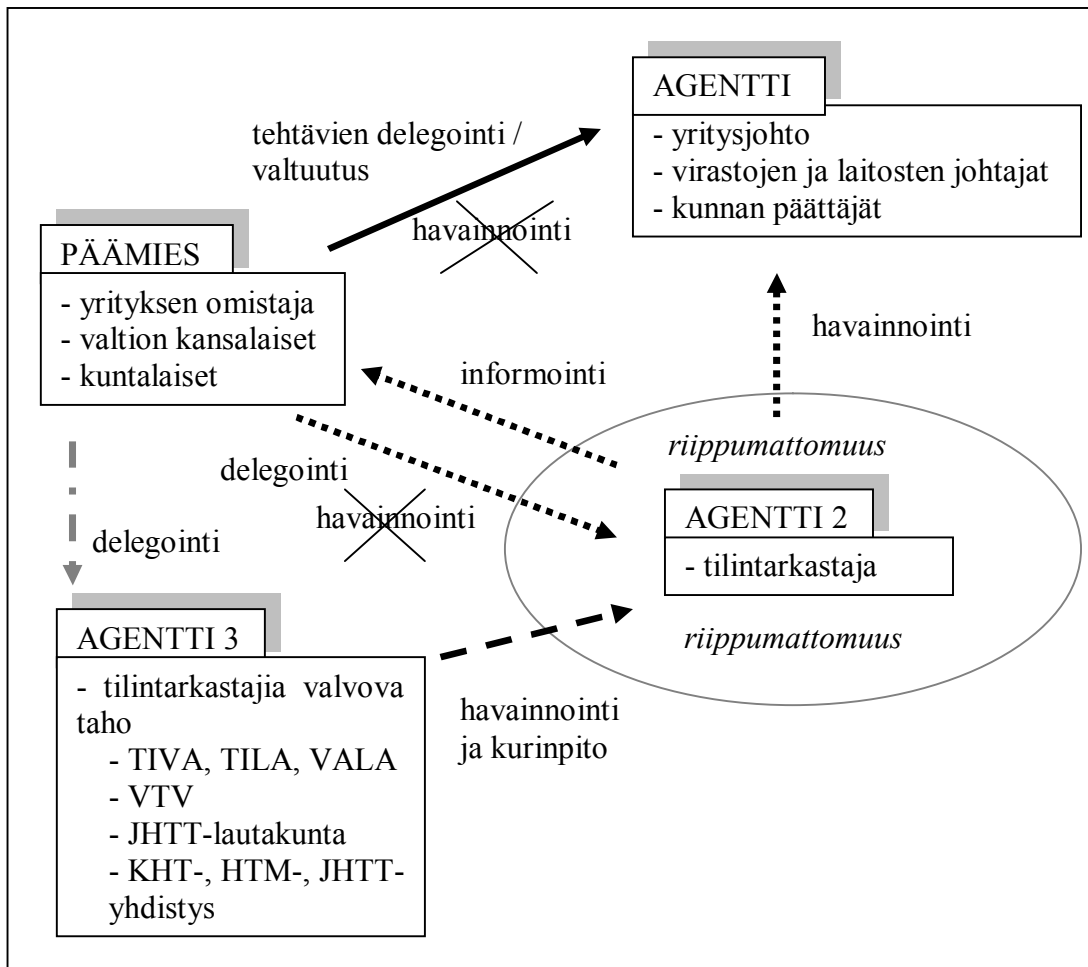 AGENTTI
- yritysjohto
- virastojen ja laitosten johtajat
- kunnan päättäjät
tehtävien delegointi /
valtuutus
havainnointi
PÄÄMIES
- yrityksen omistaja
- valtion kansalaiset
- kuntalaiset
havainnointi
informointi
delegointi
havainnointi
riippumattomuus
AGENTTI 2
- tilintarkastaja
riippumattomuus
delegointi
AGENTTI 3
- tilintarkastajia valvova
taho
- TIVA, TILA, VALA
- VTV
- JHTT-lautakunta
- KHT-, HTM-, JHTT-
yhdistys
havainnointi
ja kurinpito